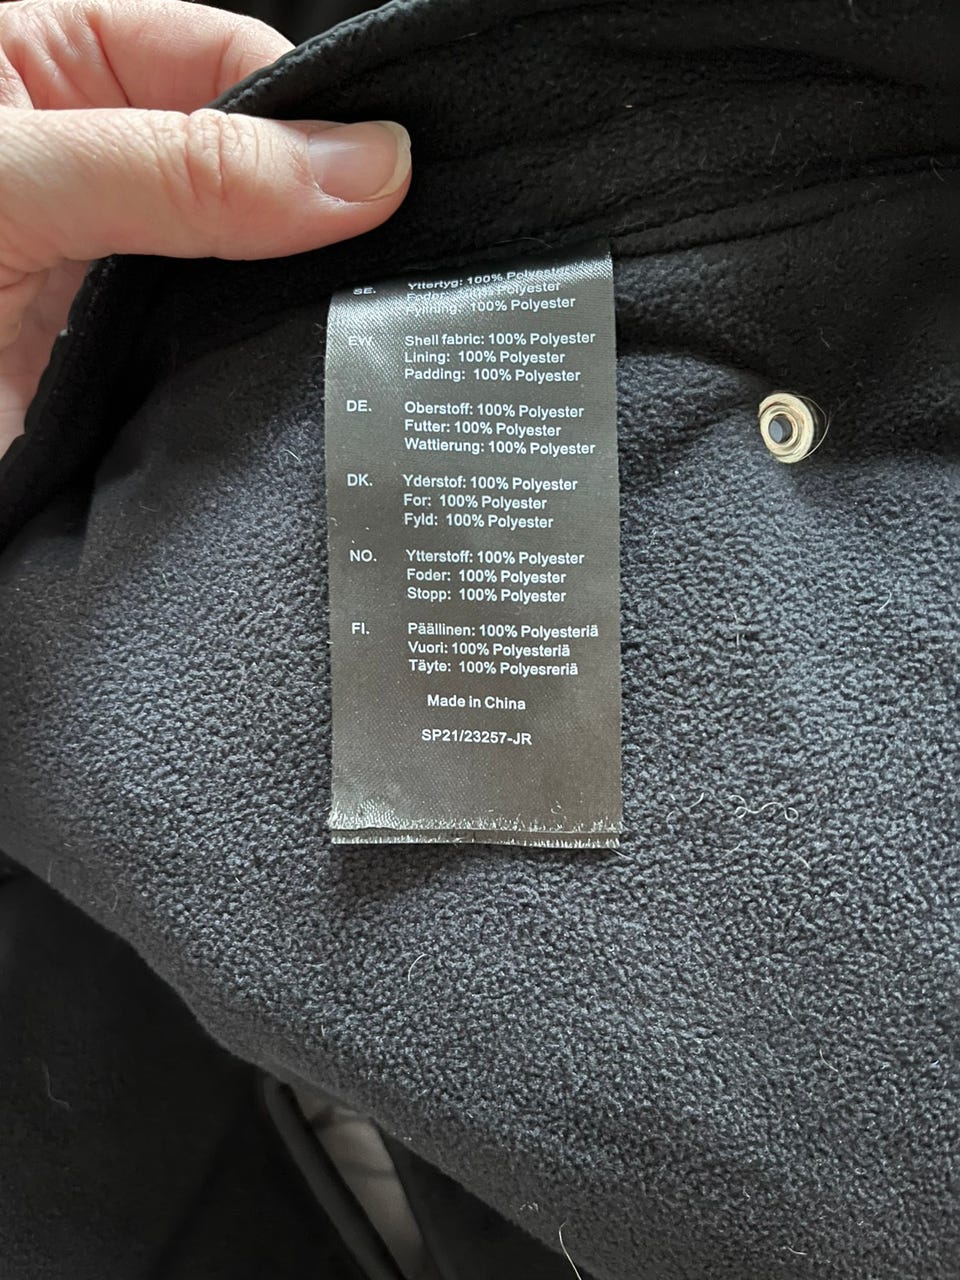 SE. Yttertyg: 100% Polyester
Foder: 100% Polyester
Fyllning: 100% Polyester
EW. Shell fabric: 100% Polyester
Lining: 100% Polyester
Padding: 100% Polyester
DE. Oberstoff: 100% Polyester
Futter: 100% Polyester
Wattierung: 100% Polyester
DK. Yderstof: 100% Polyester
For: 100% Polyester
Fyld: 100% Polyester
NO. Ytterstoff: 100% Polyester
Foder: 100% Polyester
Stopp: 100% Polyester
FI. Päällinen: 100% Polyesteriä
Vuori: 100% Polyesteriä
Täyte: 100% Polyesreriä
Made in China
SP21/23257-JR